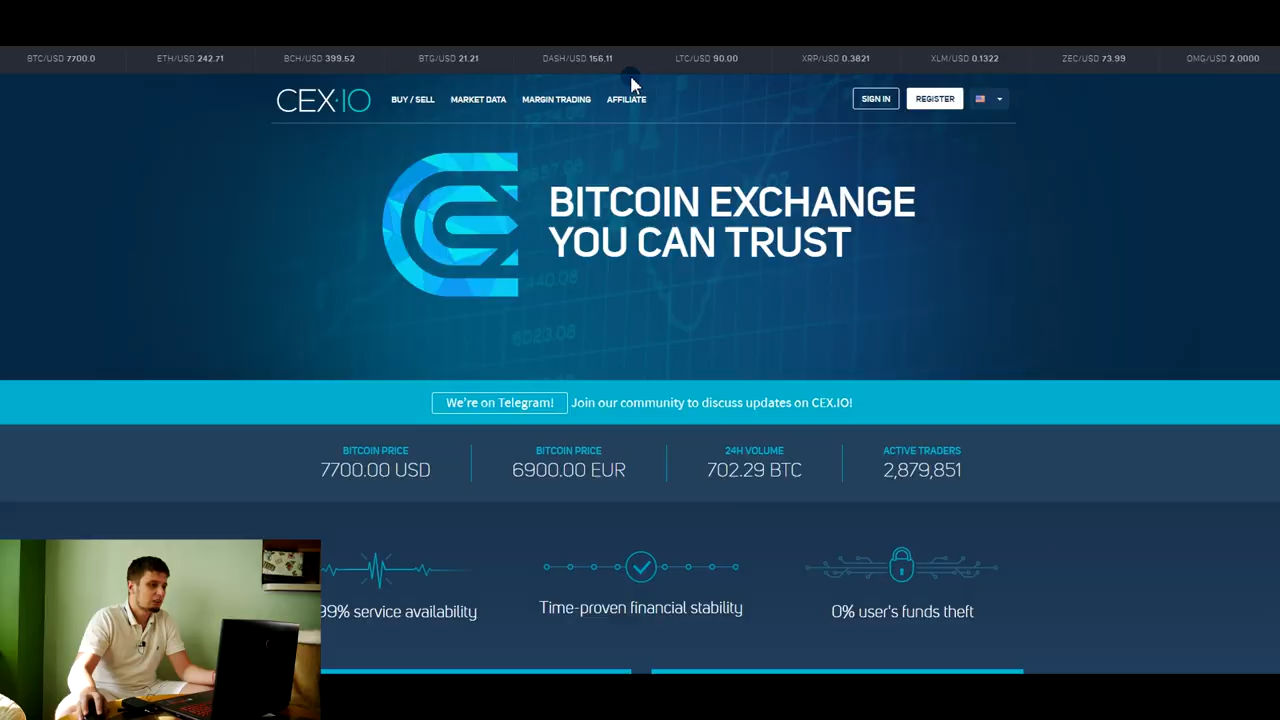 BTC/USD 7700.0 ETH/USD 242.71 BCH/USD 399.52 BTG/USD 21.21 DASH/USD 156.11 LTC/USD 90.00 XRP/USD 0.3821 XLM/USD 0.1322 ZEC/USD 73.99 OMG/USD 2.0000
CEX·IO BUY / SELL MARKET DATA MARGIN TRADING AFFILIATE SIGN IN REGISTER
BITCOIN EXCHANGE
YOU CAN TRUST
6023.08
We're on Telegram! Join our community to discuss updates on CEX.IO!
BITCOIN PRICE BITCOIN PRICE 24H VOLUME ACTIVE TRADERS
7700.00 USD 6900.00 EUR 702.29 BTC 2,879,851
99% service availability Time-proven financial stability 0% user's funds theft